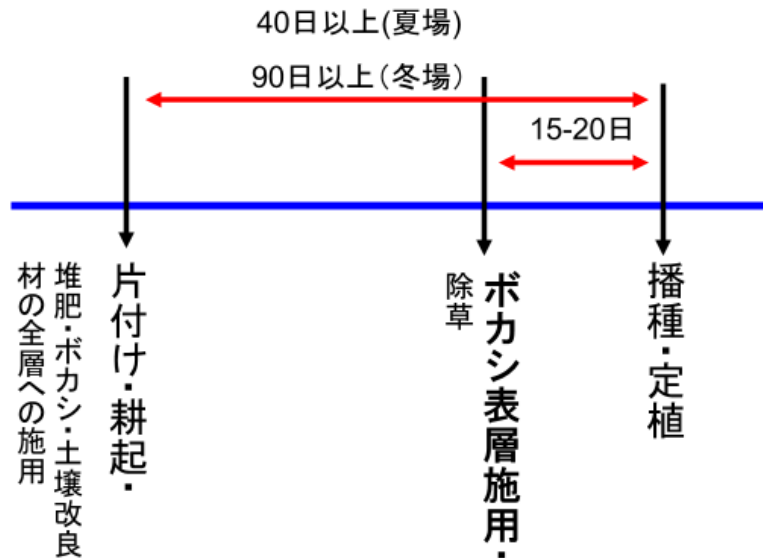 40日以上(夏場)
90日以上(冬場)
15-20日
片付け・耕起・
堆肥・ボカシ・土壌改良
材の全層への施用
ボカシ表層施用・
除草
播種・定植